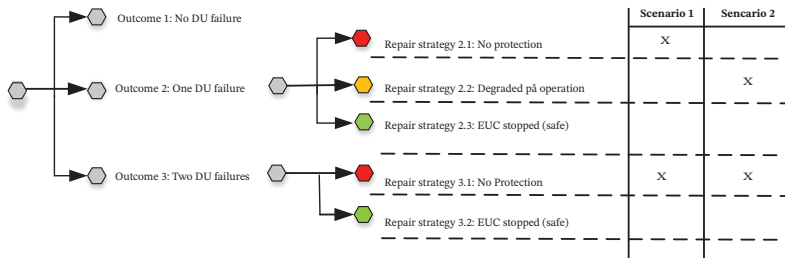 Scenario 1 Sencario 2
Outcome 1: No DU failure
Repair strategy 2.1: No protection X
Outcome 2: One DU failure
Repair strategy 2.2: Degraded på operation X
Repair strategy 2.3: EUC stopped (safe)
Outcome 3: Two DU failures
Repair strategy 3.1: No Protection X X
Repair strategy 3.2: EUC stopped (safe)